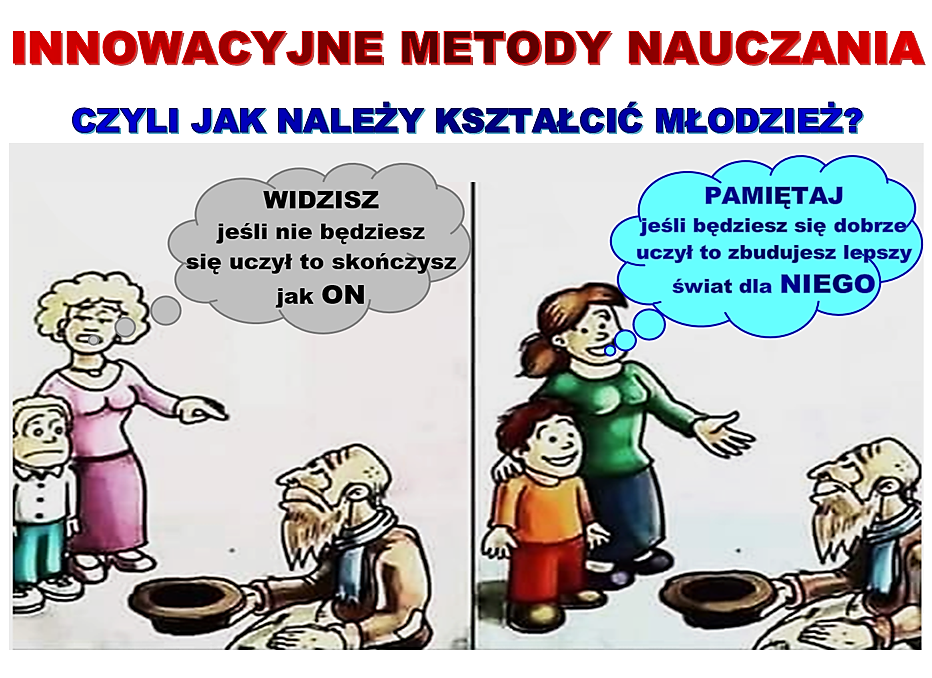 INNOWACYJNE METODY NAUCZANIA
CZYLI JAK NALEŻY KSZTAŁCIĆ MŁODZIEŻ?
WIDZISZ
jeśli nie będziesz
się uczył to skończysz
jak ON
PAMIĘTAJ
jeśli będziesz się dobrze
uczył to zbudujesz lepszy
świat dla NIEGO